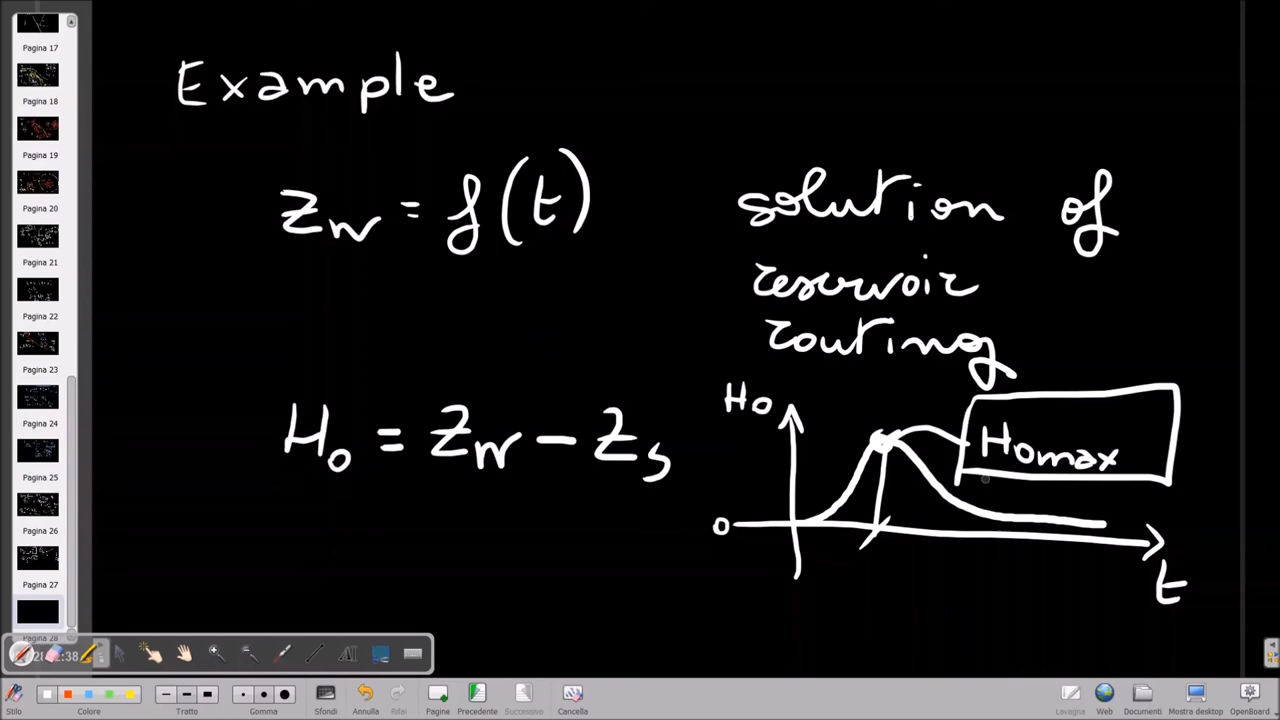 Pagina 17
Pagina 18
Pagina 19
Pagina 20
Pagina 21
Pagina 22
Pagina 23
Pagina 24
Pagina 25
Pagina 26
Pagina 27
Pagina 28
Example
zw = f(t)
solution of
reservoir
routing
Ho = zw - zs
Ho
Homax
0
t
Colore
Tratto
Gomma
Sfondi
Annulla
Rifai
Pagine
Precedente
Successivo
Cancella
Lavagna
Web
Documenti
Mostra desktop
OpenBoard
Stilo